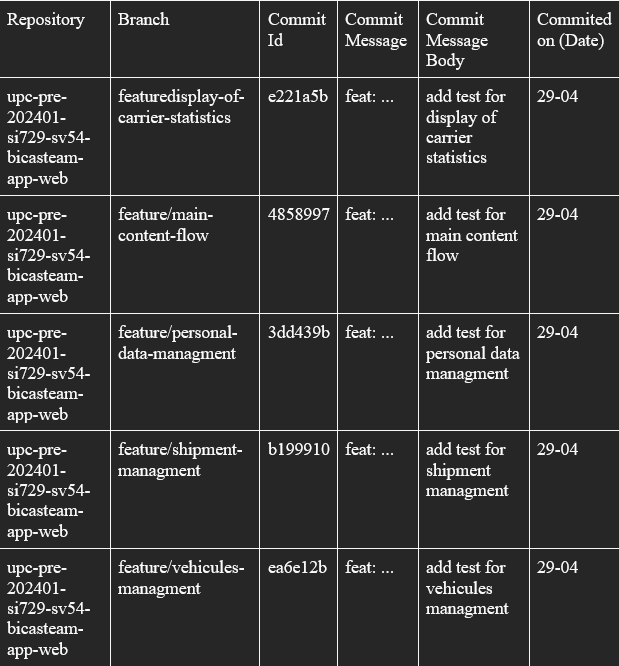 Repository Branch Commit Id Commit Message Commit Message Body Commited on (Date)
upc-pre-202401-si729-sv54-bicasteam-app-web featuredisplay-of-carrier-statistics e221a5b feat: ... add test for display of carrier statistics 29-04
upc-pre-202401-si729-sv54-bicasteam-app-web feature/main-content-flow 4858997 feat: ... add test for main content flow 29-04
upc-pre-202401-si729-sv54-bicasteam-app-web feature/personal-data-managment 3dd439b feat: ... add test for personal data managment 29-04
upc-pre-202401-si729-sv54-bicasteam-app-web feature/shipment-managment b199910 feat: ... add test for shipment managment 29-04
upc-pre-202401-si729-sv54-bicasteam-app-web feature/vehicules-managment ea6e12b feat: ... add test for vehicules managment 29-04